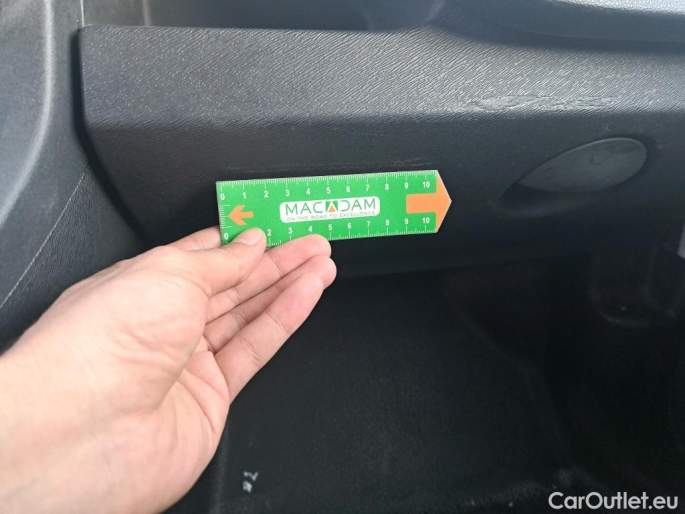 0 1 2 3 4 5 6 7 8 9 10
MACADAM
ON THE ROAD TO EXCELLENCE
0 2 3 4 5 6 7 8 9 10
CarOutlet.eu